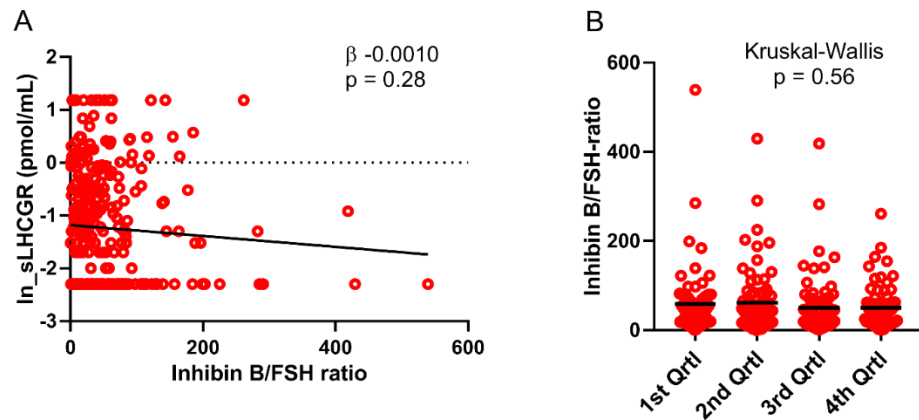 A
β -0.0010
p = 0.28
ln_sLHCGR (pmol/mL)
2
1
0
-1
-2
-3
0
200
400
600
Inhibin B/FSH ratio
B
Kruskal-Wallis
p = 0.56
Inhibin B/FSH-ratio
600
400
200
0
1st Qrtl
2nd Qrtl
3rd Qrtl
4th Qrtl